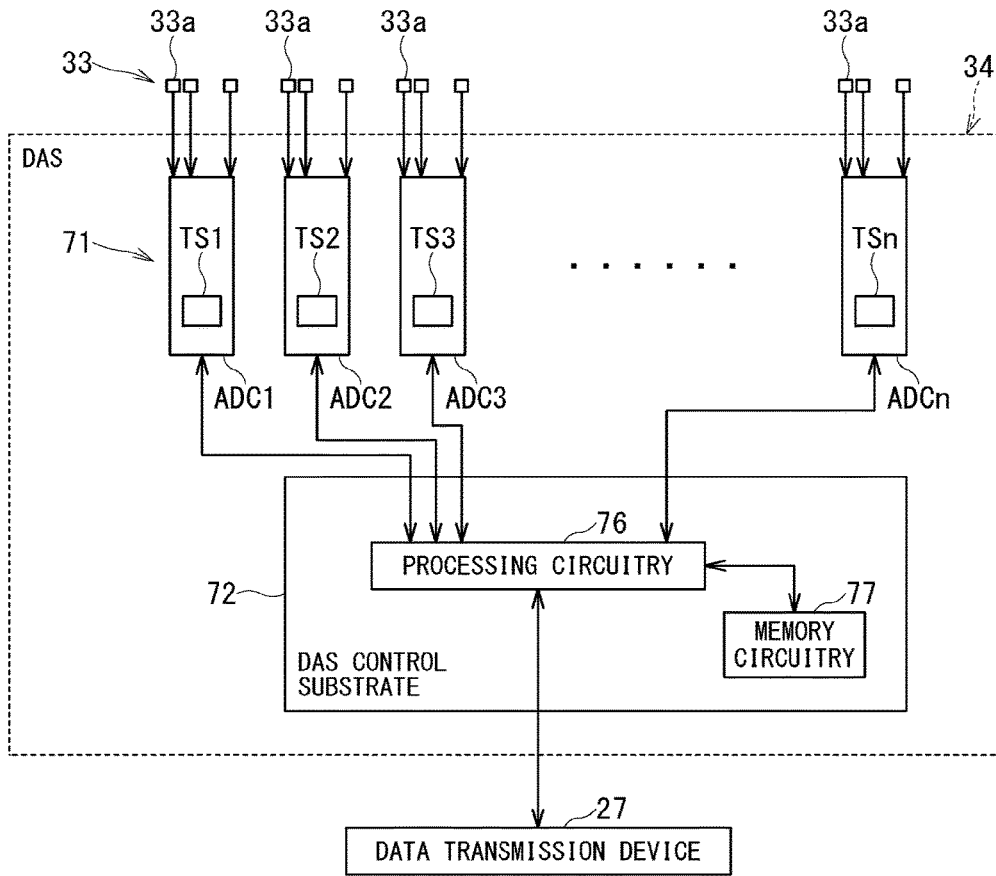 33a 33a 33a 33a
33 34
DAS
71 TS1 TS2 TS3 . . . . . . TSn
ADC1 ADC2 ADC3 ADCn
76
PROCESSING CIRCUITRY
72 77
MEMORY
CIRCUITRY
DAS CONTROL
SUBSTRATE
27
DATA TRANSMISSION DEVICE